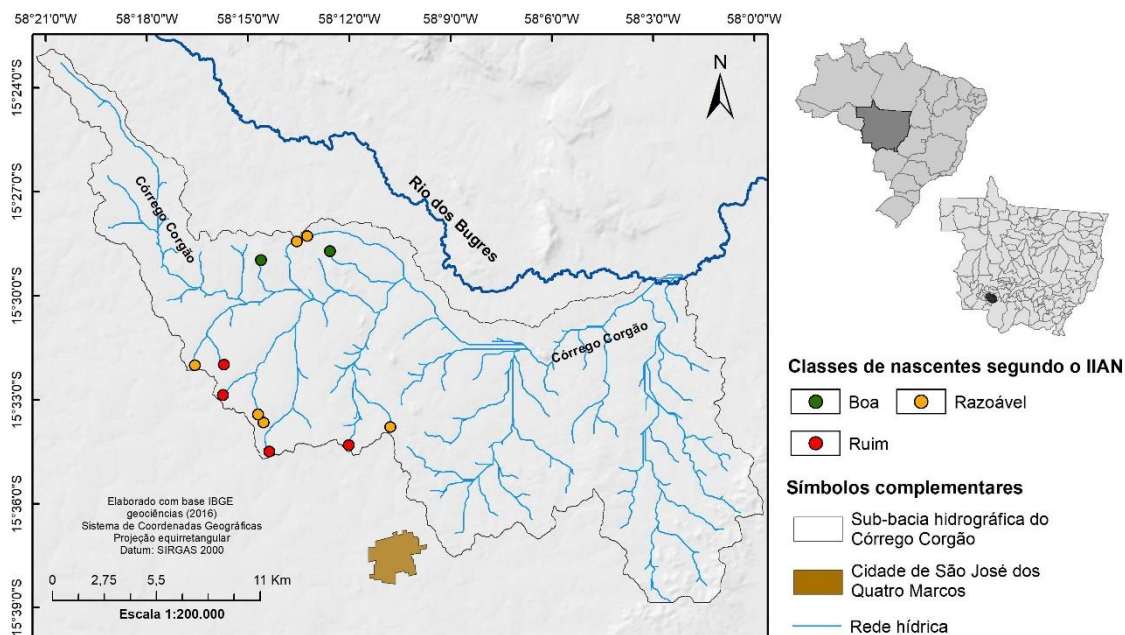 58°21'0"O 58°18'0"O 58°15'0"O 58°12'0"O 58°9'0"O 58°6'0"O 58°3'0"O 58°0'0"O
15°24'0"S
15°27'0"S
15°30'0"S
15°33'0"S
15°36'0"S
15°39'0"S
N
Córrego Corgão
Rio dos Bugres
Córrego Corgão
Elaborado com base IBGE
geociências (2016)
Sistema de Coordenadas Geográficas
Projeção equirretangular
Datum: SIRGAS 2000
0 2,75 5,5 11 Km
Escala 1:200.000
Classes de nascentes segundo o IIAN
Boa Razoável
Ruim
Símbolos complementares
Sub-bacia hidrográfica do
Córrego Corgão
Cidade de São José dos
Quatro Marcos
Rede hídrica